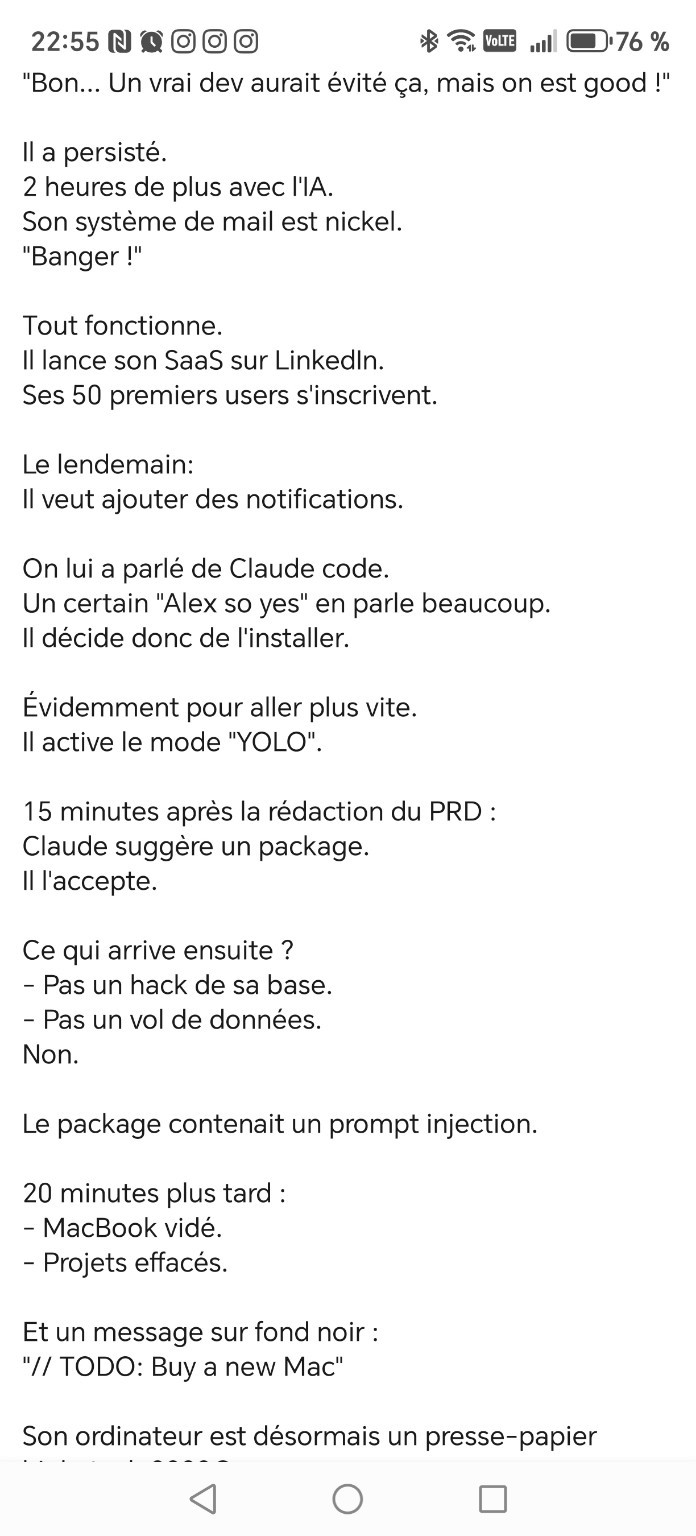 22:55 VoLTE 76 %
"Bon... Un vrai dev aurait évité ça, mais on est good !"
Il a persisté.
2 heures de plus avec l'IA.
Son système de mail est nickel.
"Banger !"
Tout fonctionne.
Il lance son SaaS sur LinkedIn.
Ses 50 premiers users s'inscrivent.
Le lendemain:
Il veut ajouter des notifications.
On lui a parlé de Claude code.
Un certain "Alex so yes" en parle beaucoup.
Il décide donc de l'installer.
Évidemment pour aller plus vite.
Il active le mode "YOLO".
15 minutes après la rédaction du PRD :
Claude suggère un package.
Il l'accepte.
Ce qui arrive ensuite ?
- Pas un hack de sa base.
- Pas un vol de données.
Non.
Le package contenait un prompt injection.
20 minutes plus tard :
- MacBook vidé.
- Projets effacés.
Et un message sur fond noir :
"// TODO: Buy a new Mac"
Son ordinateur est désormais un presse-papier